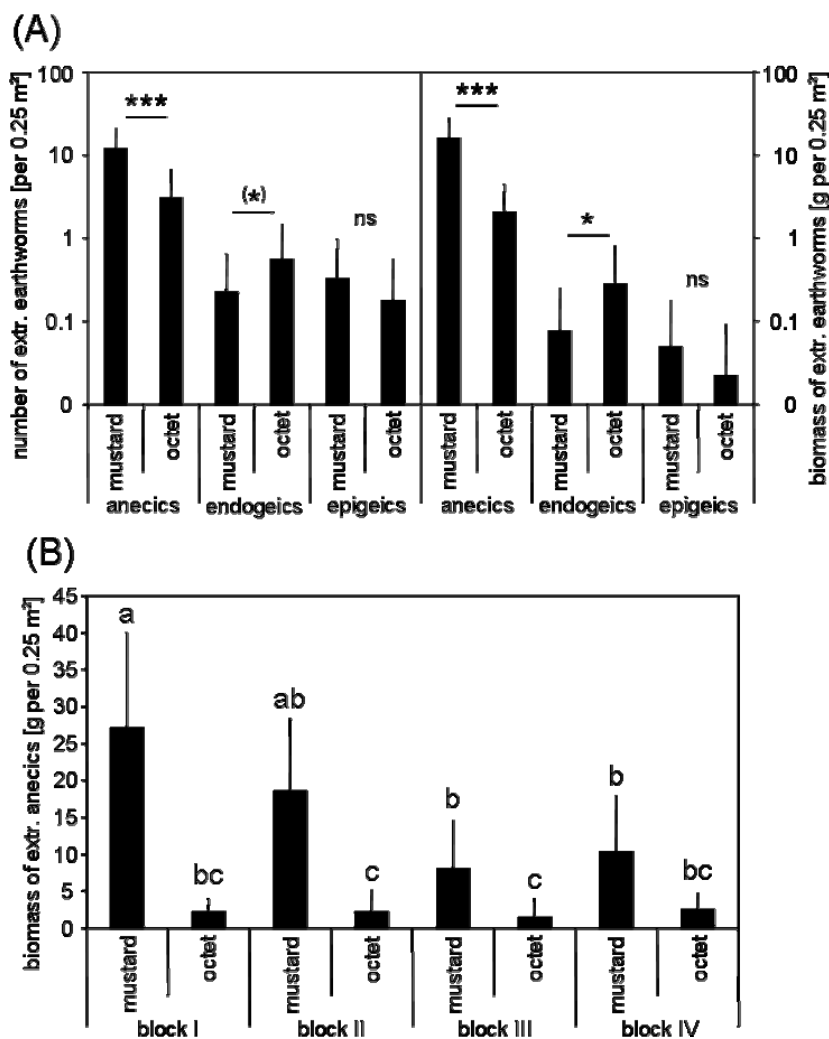 (A)
number of extr. earthworms [per 0.25 m²]
100
10
1
0.1
0
***
(*)
ns
***
*
ns
100
10
1
0.1
0
biomass of extr. earthworms [g per 0.25 m²]
mustard octet mustard octet mustard octet mustard octet mustard octet mustard octet
anecics endogeics epigeics anecics endogeics epigeics
(B)
biomass of extr. anecics [g per 0.25 m²]
45
40
35
30
25
20
15
10
5
0
a
bc
ab
c
b
c
b
bc
mustard octet mustard octet mustard octet mustard octet
block I block II block III block IV